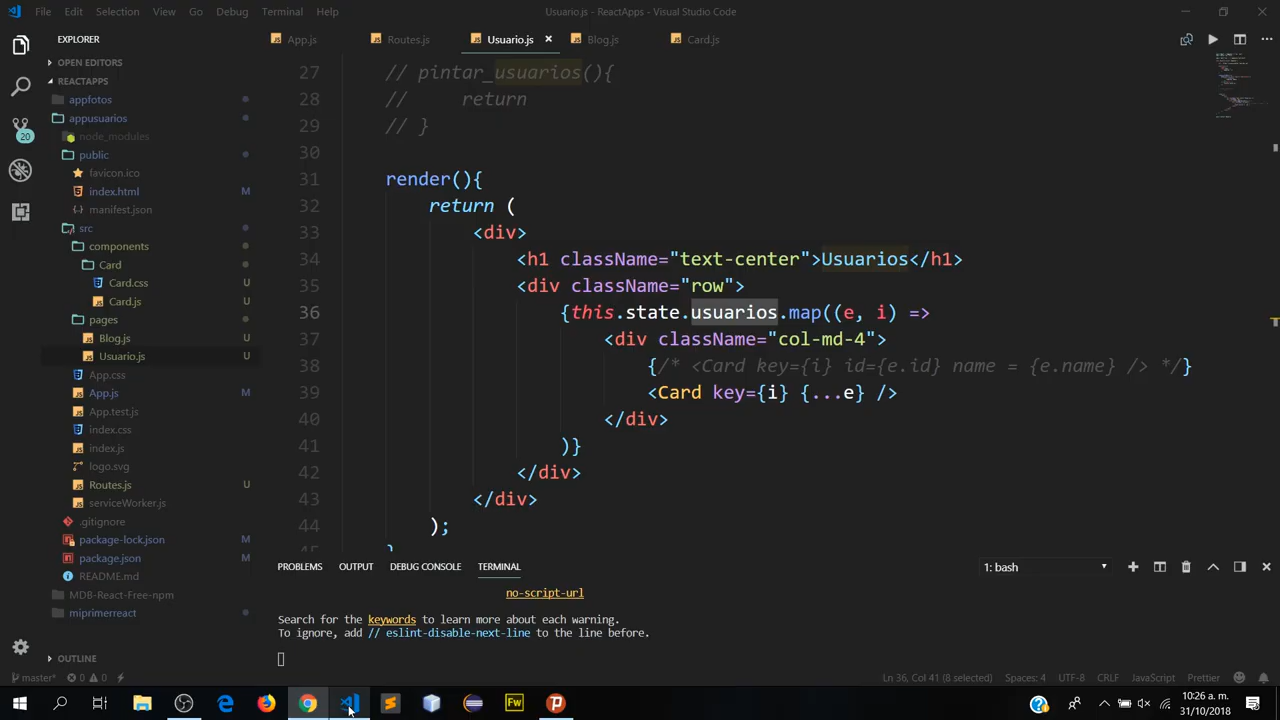 File Edit Selection View Go Debug Terminal Help Usuario.js - ReactApps - Visual Studio Code
EXPLORER
App.js Routes.js Usuario.js Blog.js Card.js
OPEN EDITORS
REACTAPPS
appfotos
appusuarios
node_modules
public
favicon.ico
index.html M
manifest.json
src
components
Card
Card.css U
Card.js U
pages
Blog.js U
Usuario.js U
App.css
App.js M
App.test.js
index.css
index.js
logo.svg
Routes.js U
serviceWorker.js
.gitignore
package-lock.json M
package.json M
README.md
MDB-React-Free-npm
miprimerreact
OUTLINE
20
27 // pintar_usuarios(){
28 // return
29 // }
30
31 render(){
32 return (
33 <div>
34 <h1 className="text-center">Usuarios</h1>
35 <div className="row">
36 {this.state.usuarios.map((e, i) =>
37 <div className="col-md-4">
38 {/* <Card key={i} id={e.id} name = {e.name} /> */}
39 <Card key={i} {...e} />
40 </div>
41 )}
42 </div>
43 </div>
44 );
45 }
PROBLEMS OUTPUT DEBUG CONSOLE TERMINAL 1: bash
no-script-url
Search for the keywords to learn more about each warning.
To ignore, add // eslint-disable-next-line to the line before.
master* 0 0 Ln 36, Col 41 (8 selected) Spaces: 4 UTF-8 CRLF JavaScript Prettier
Fw 10:26 a. m.
31/10/2018